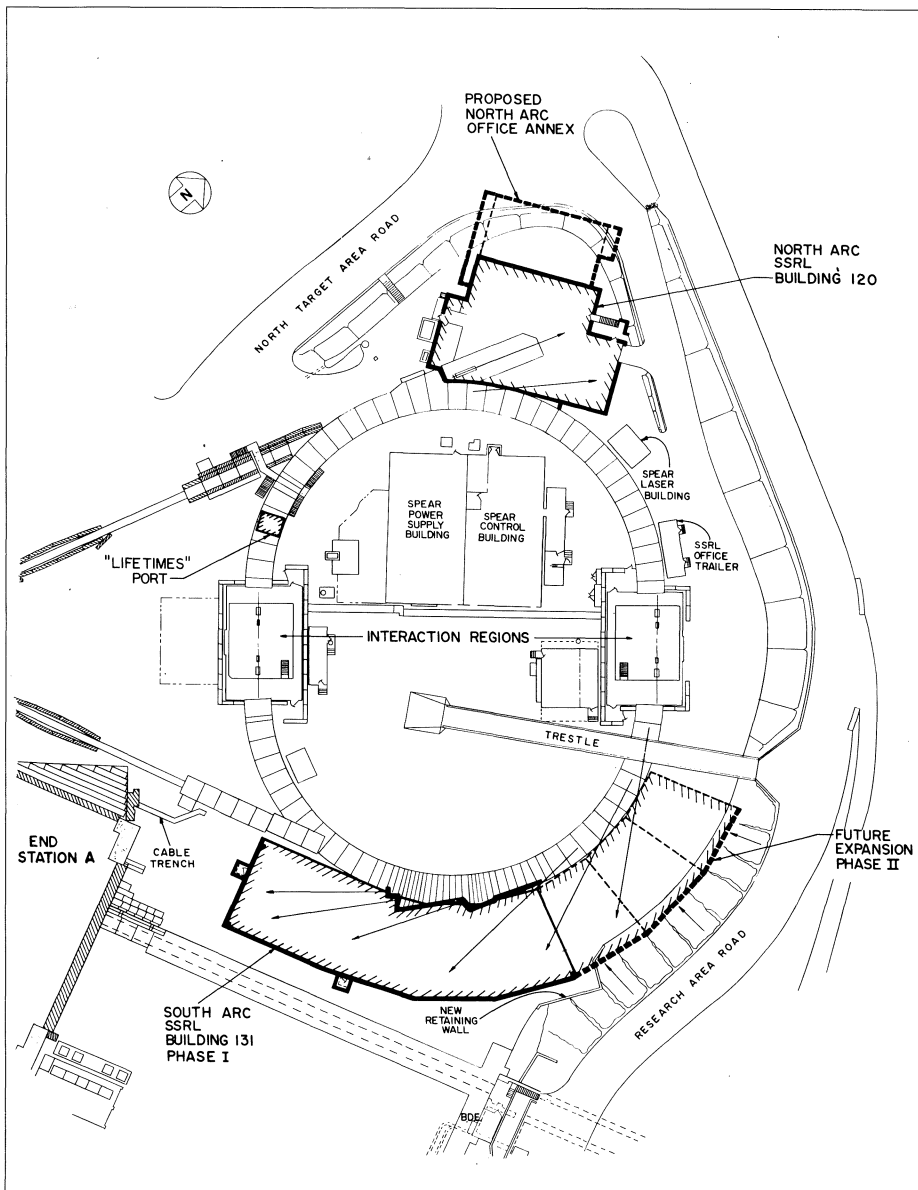 PROPOSED
NORTH ARC
OFFICE ANNEX
N
NORTH TARGET AREA ROAD
NORTH ARC
SSRL
BUILDING 120
SPEAR
LASER
BUILDING
SPEAR
POWER
SUPPLY
BUILDING
SPEAR
CONTROL
BUILDING
SSRL
OFFICE
TRAILER
"LIFETIMES"
PORT
INTERACTION REGIONS
TRESTLE
END
STATION A
CABLE
TRENCH
FUTURE
EXPANSION
PHASE II
SOUTH ARC
SSRL
BUILDING 131
PHASE I
NEW
RETAINING
WALL
RESEARCH AREA ROAD
BDE.